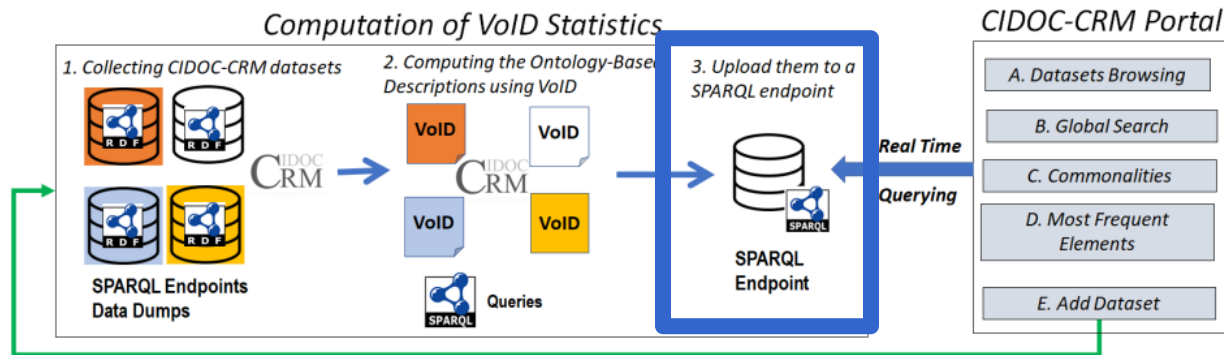 Computation of VoID Statistics
CIDOC-CRM Portal
1. Collecting CIDOC-CRM datasets
2. Computing the Ontology-Base
Descriptions using VoID
3. Upload them to a
SPARQL endpoint
RDF
RDF
RDF
RDF
CIDOC
CRM
VoID
VoID
CIDOC
CRM
VoID
VoID
SPARQL Endpoints
Data Dumps
SPARQL
Queries
SPARQL
SPARQL
Endpoint
Real Time
Querying
A. Datasets Browsing
B. Global Search
C. Commonalities
D. Most Frequent
Elements
E. Add Dataset